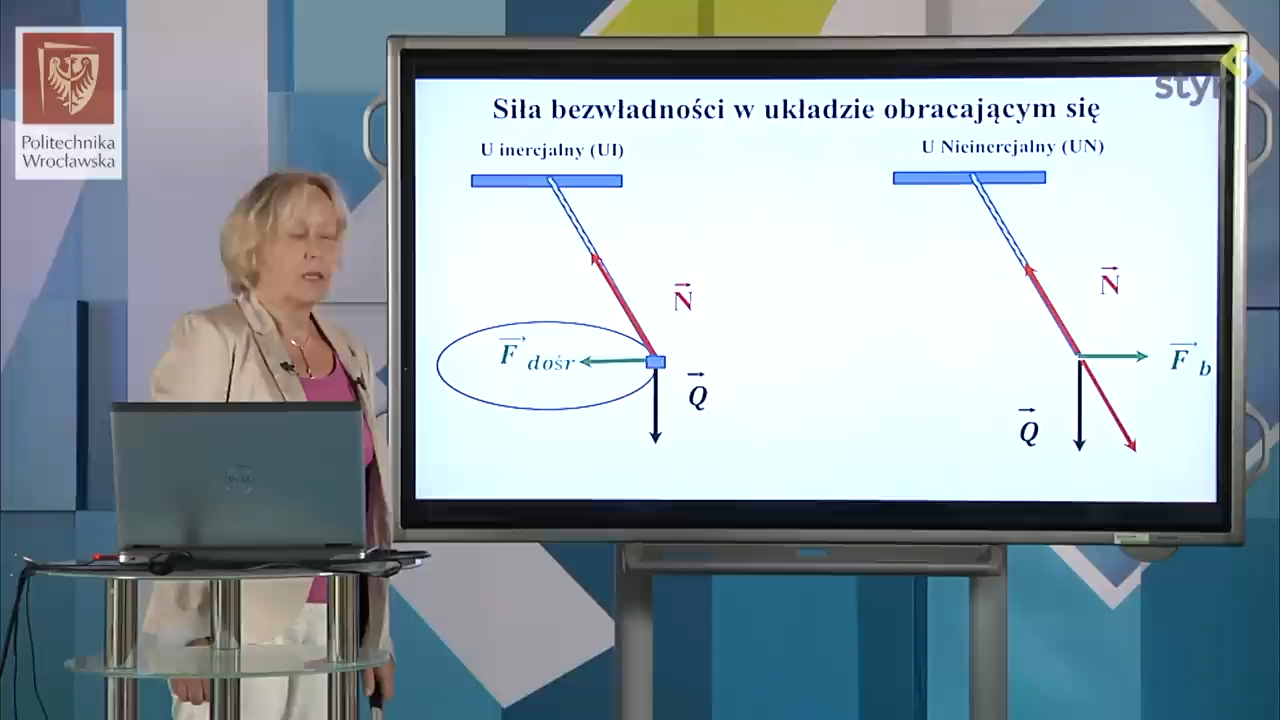 Politechnika
Wrocławska
styk
Siła bezwładności w układzie obracającym się
U inercjalny (UI)
U Nieinercjalny (UN)
N
F dośr
Q
N
F b
Q